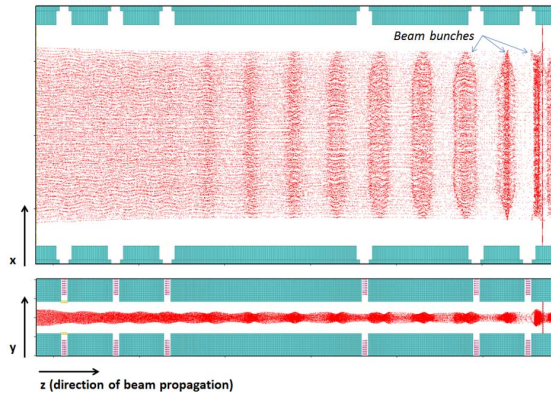 Beam bunches
x
y
z (direction of beam propagation)